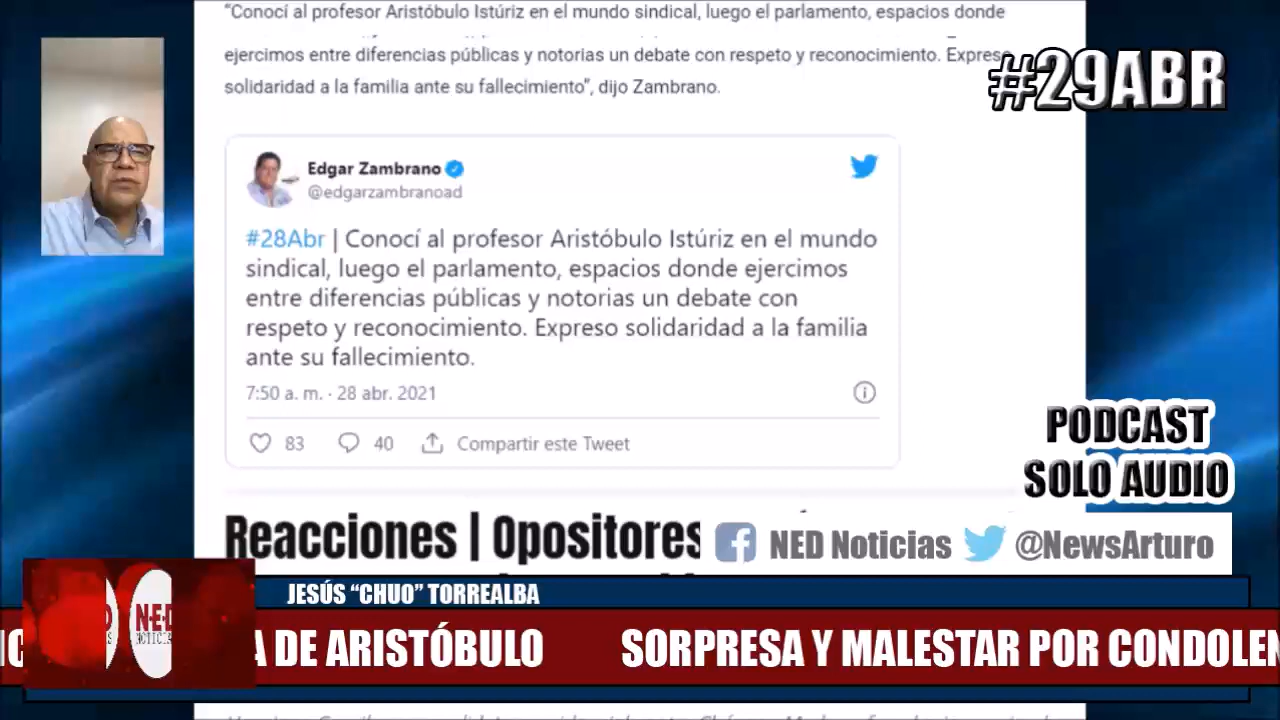 “Conocí al profesor Aristóbulo Istúriz en el mundo sindical, luego el parlamento, espacios donde
ejercimos entre diferencias públicas y notorias un debate con respeto y reconocimiento. Expreso
solidaridad a la familia ante su fallecimiento”, dijo Zambrano.
#29ABR
Edgar Zambrano
@edgarzambranoad
#28Abr | Conocí al profesor Aristóbulo Istúriz en el mundo
sindical, luego el parlamento, espacios donde ejercimos
entre diferencias públicas y notorias un debate con
respeto y reconocimiento. Expreso solidaridad a la familia
ante su fallecimiento.
7:50 a. m. · 28 abr. 2021
83 40 Compartir este Tweet
PODCAST
SOLO AUDIO
Reacciones | Opositores
NED Noticias @NewsArturo
JESÚS “CHUO” TORREALBA
A DE ARISTÓBULO SORPRESA Y MALESTAR POR CONDOLEN